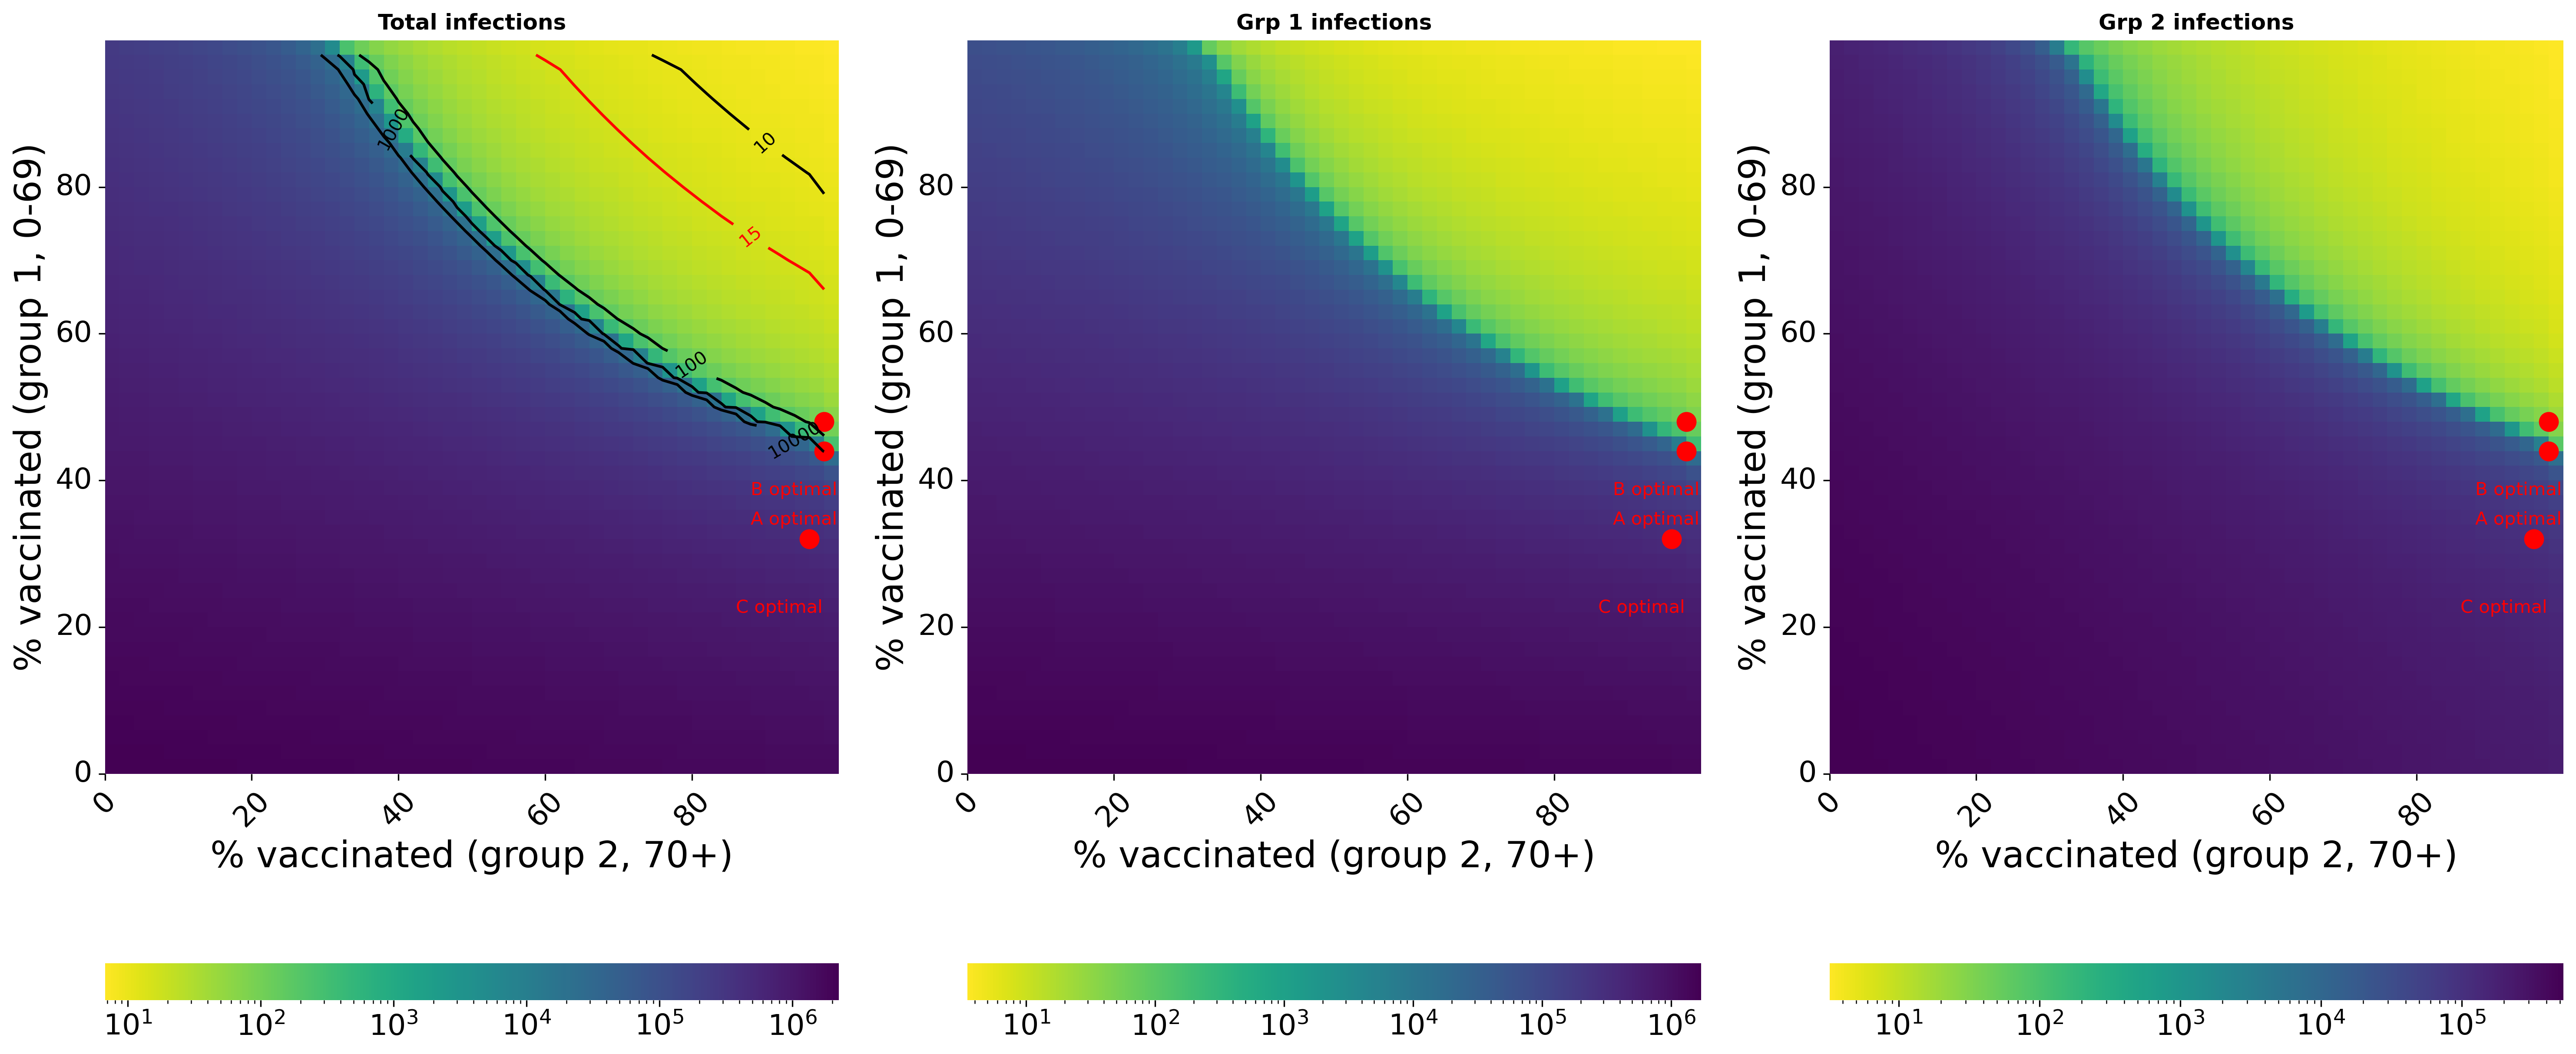 Total infections
% vaccinated (group 1, 0-69)
80
60
40
20
0
1000
10
15
100
10000
B optimal
A optimal
C optimal
0
20
40
60
80
% vaccinated (group 2, 70+)
10¹
10²
10³
10⁴
10⁵
10⁶
Grp 1 infections
% vaccinated (group 1, 0-69)
80
60
40
20
0
B optimal
A optimal
C optimal
0
20
40
60
80
% vaccinated (group 2, 70+)
10¹
10²
10³
10⁴
10⁵
10⁶
Grp 2 infections
% vaccinated (group 1, 0-69)
80
60
40
20
0
B optimal
A optimal
C optimal
0
20
40
60
80
% vaccinated (group 2, 70+)
10¹
10²
10³
10⁴
10⁵